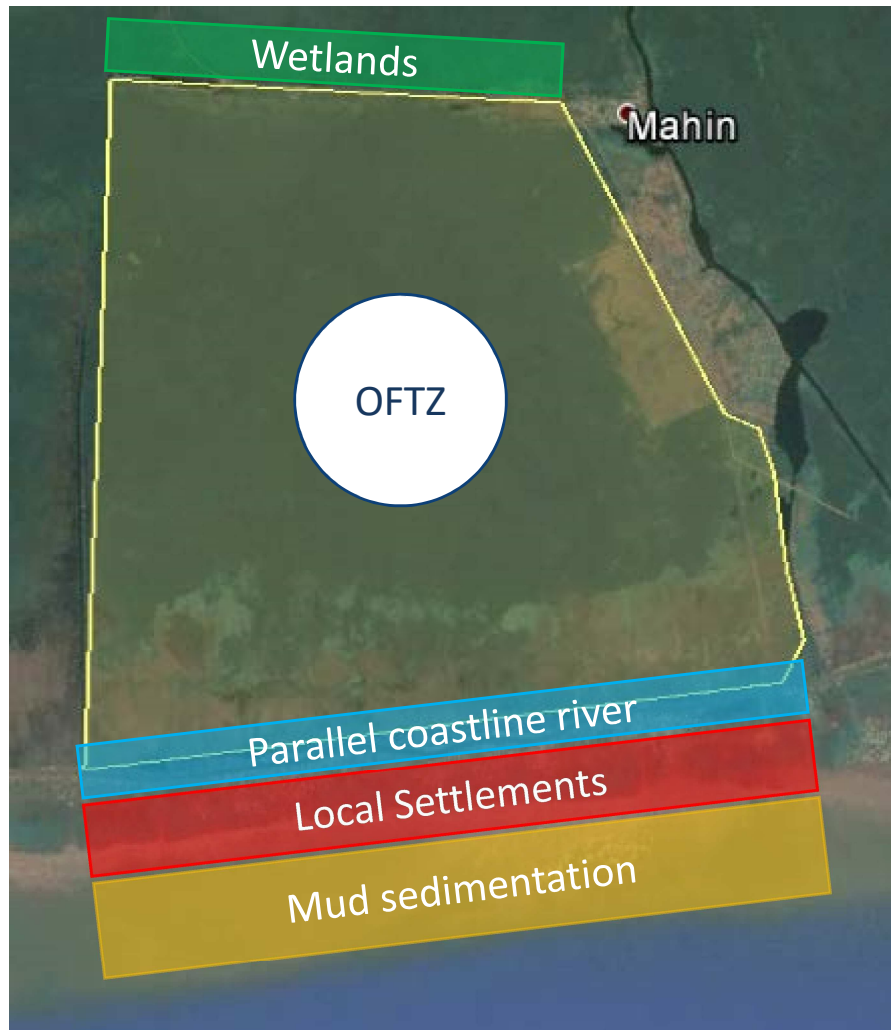 Wetlands
Mahin
OFTZ
Parallel coastline river
Local Settlements
Mud sedimentation